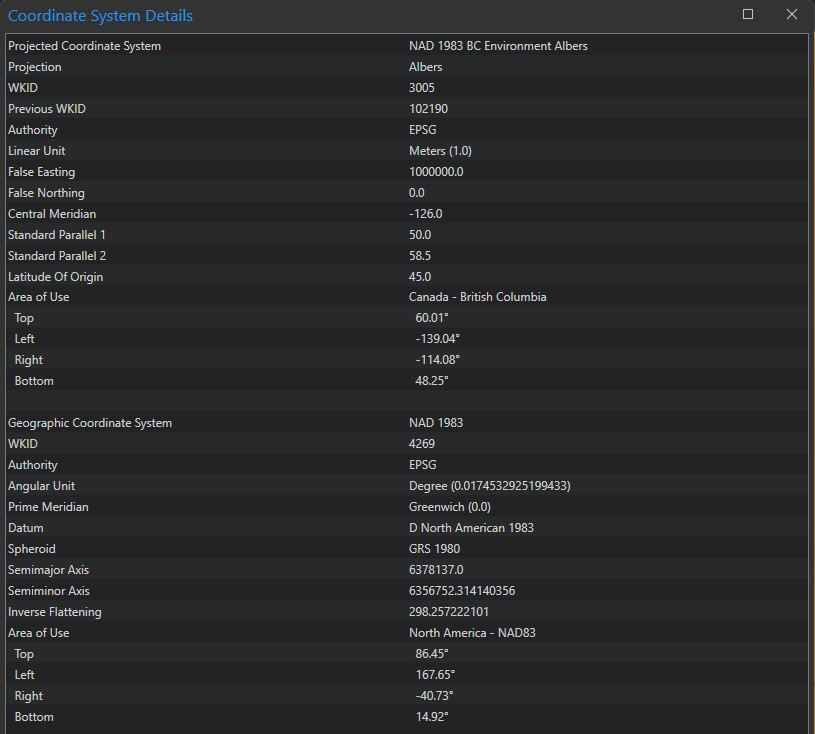 Coordinate System Details
Projected Coordinate System NAD 1983 BC Environment Albers
Projection Albers
WKID 3005
Previous WKID 102190
Authority EPSG
Linear Unit Meters (1.0)
False Easting 1000000.0
False Northing 0.0
Central Meridian -126.0
Standard Parallel 1 50.0
Standard Parallel 2 58.5
Latitude Of Origin 45.0
Area of Use Canada - British Columbia
Top 60.01°
Left -139.04°
Right -114.08°
Bottom 48.25°
Geographic Coordinate System NAD 1983
WKID 4269
Authority EPSG
Angular Unit Degree (0.0174532925199433)
Prime Meridian Greenwich (0.0)
Datum D North American 1983
Spheroid GRS 1980
Semimajor Axis 6378137.0
Semiminor Axis 6356752.314140356
Inverse Flattening 298.257222101
Area of Use North America - NAD83
Top 86.45°
Left 167.65°
Right -40.73°
Bottom 14.92°